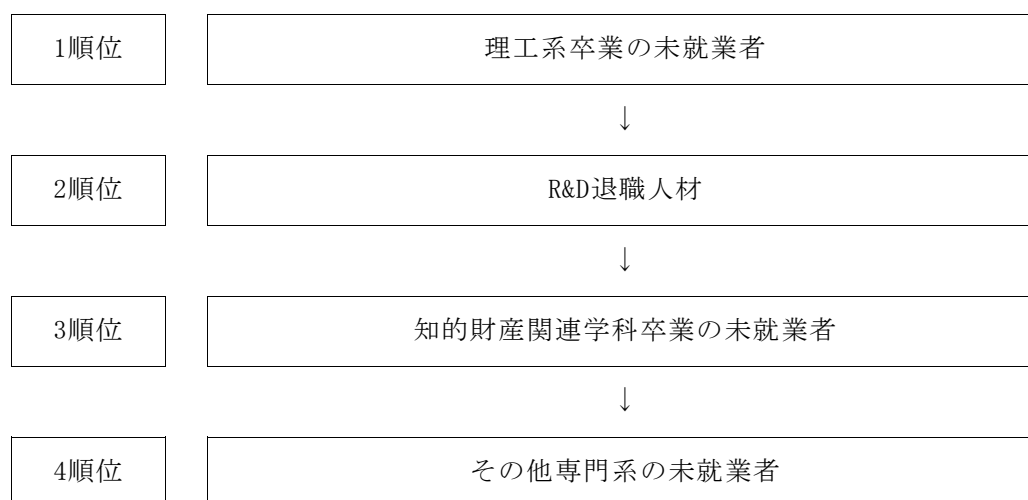 1順位 理工系卒業の未就業者
↓
2順位 R&D退職人材
↓
3順位 知的財産関連学科卒業の未就業者
↓
4順位 その他専門系の未就業者